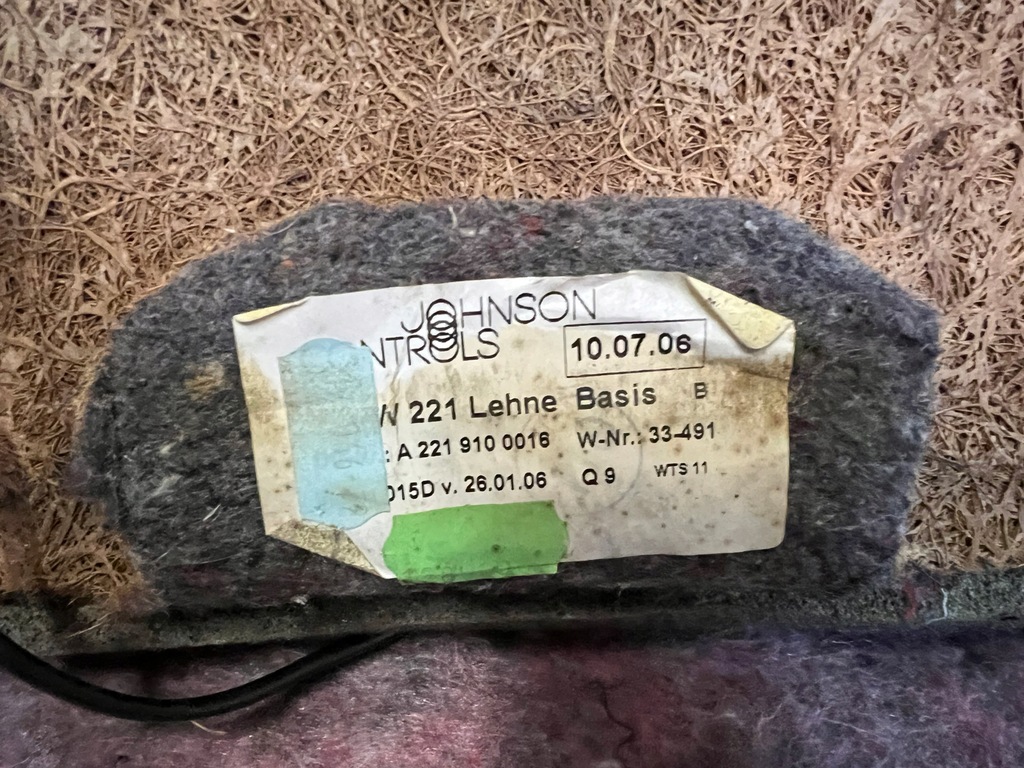 JOHNSON
NTROLS
10.07.06
W 221 Lehne Basis B
: A 221 910 0016 W-Nr.: 33-491
015D v. 26.01.06 Q 9 WTS 11